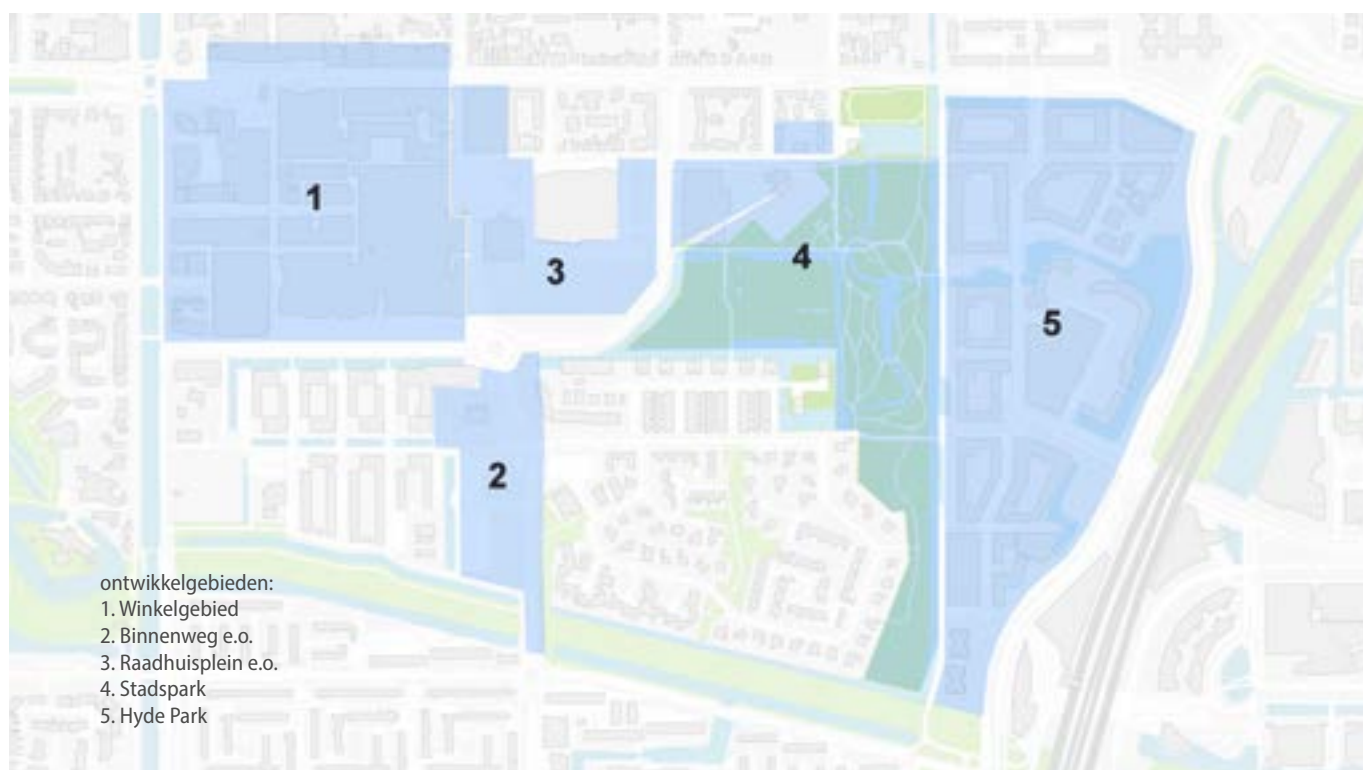 1
2
3
4
5
ontwikkelgebieden:
1. Winkelgebied
2. Binnenweg e.o.
3. Raadhuisplein e.o.
4. Stadspark
5. Hyde Park